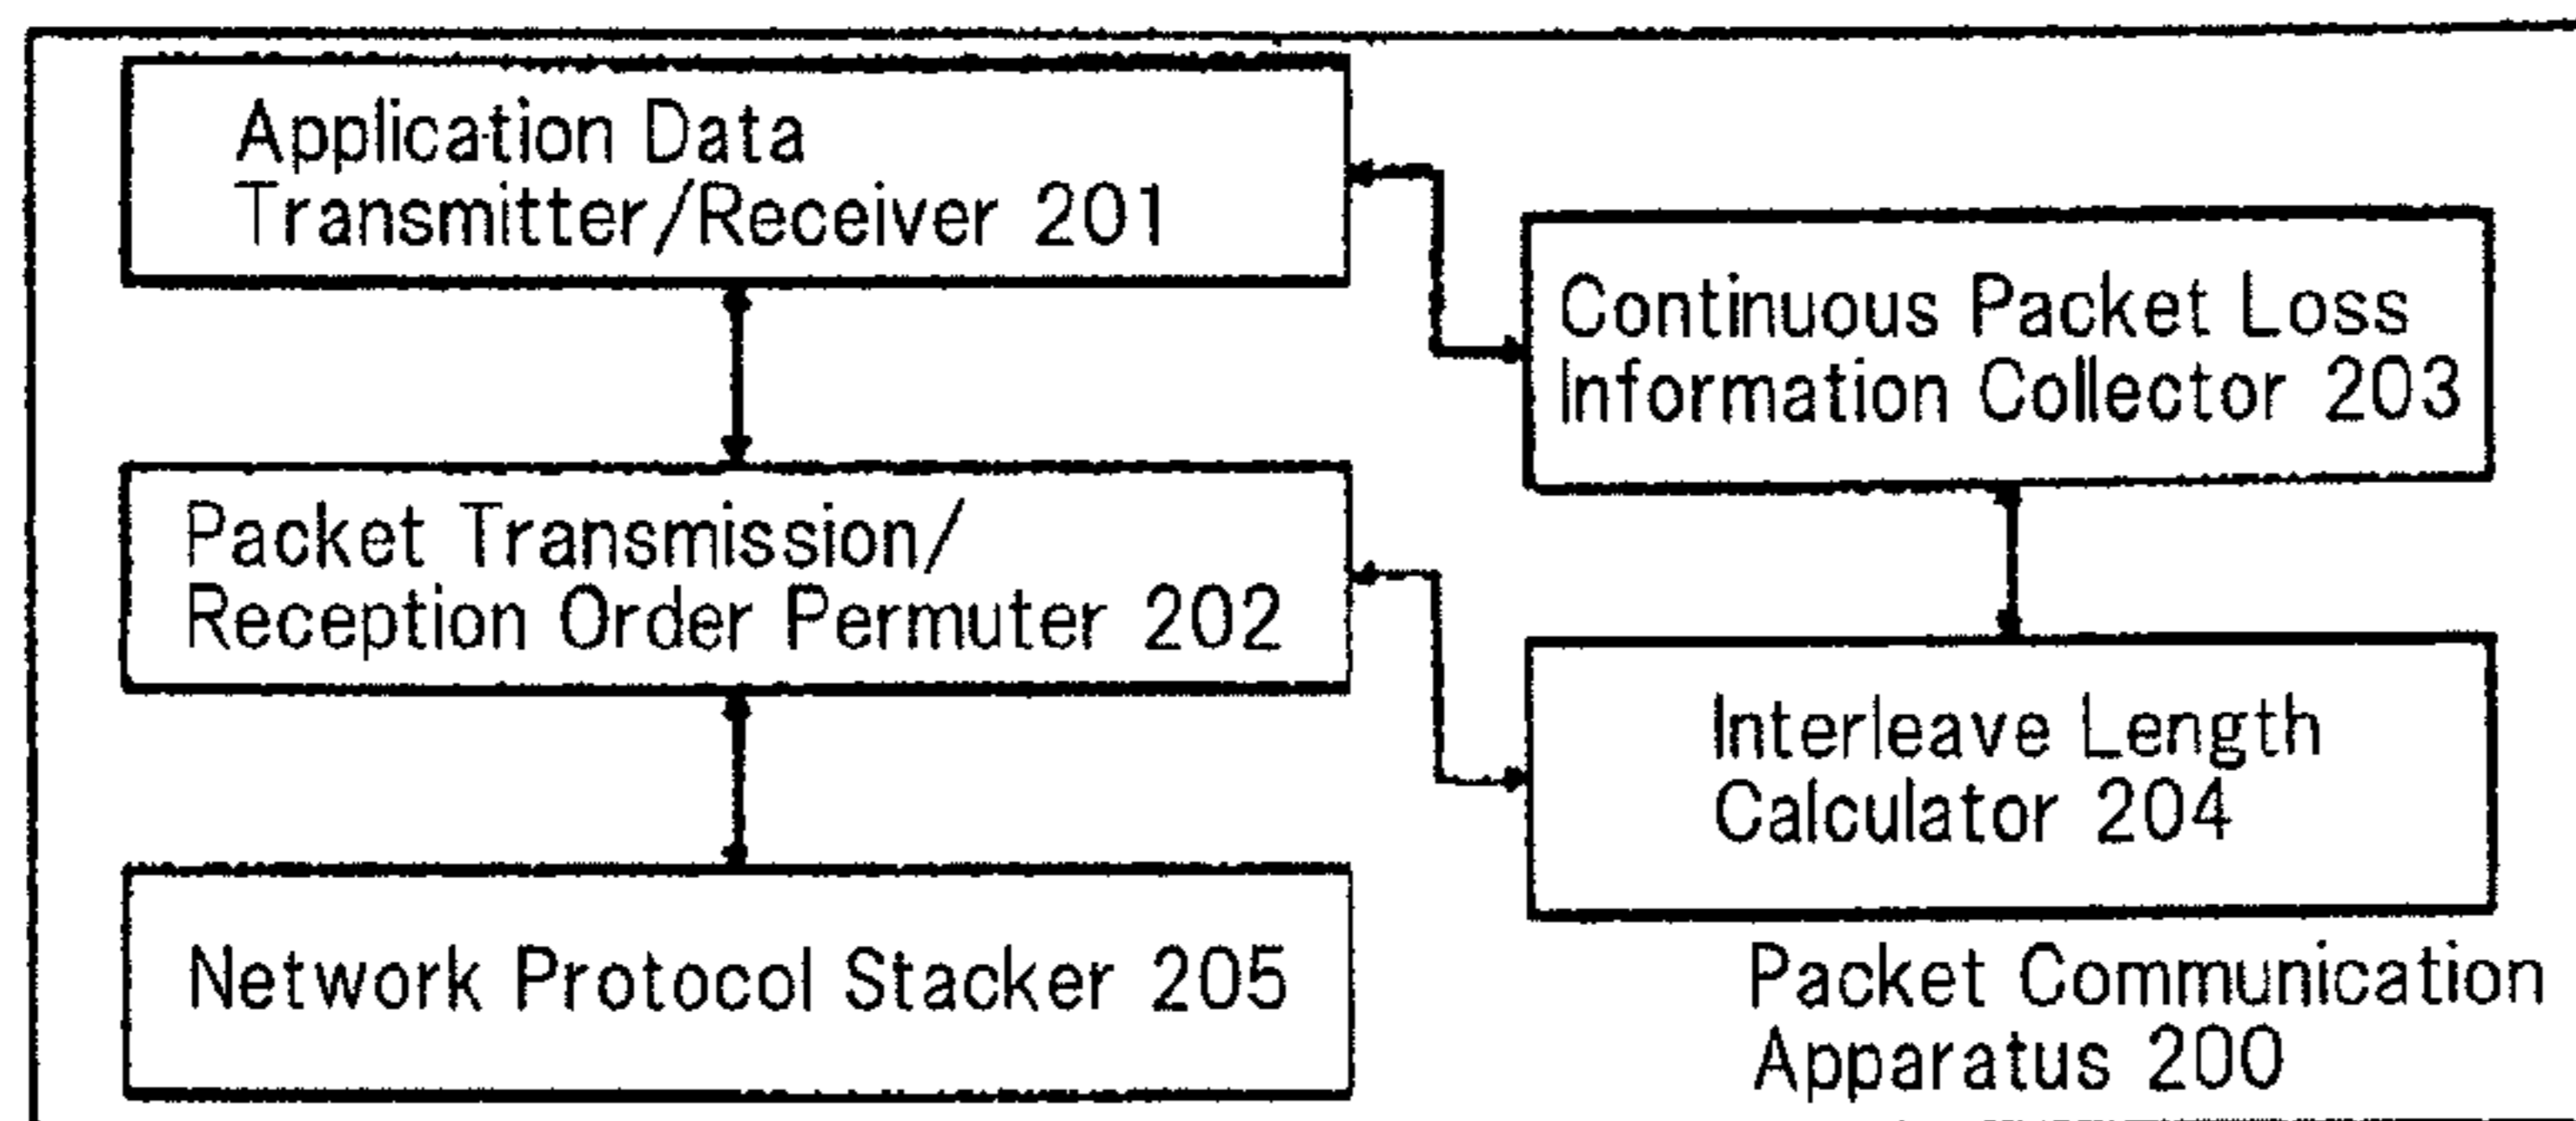 Application Data
Transmitter/Receiver 201
Continuous Packet Loss
Information Collector 203
Packet Transmission/
Reception Order Permuter 202
Interleave Length
Calculator 204
Network Protocol Stacker 205
Packet Communication
Apparatus 200